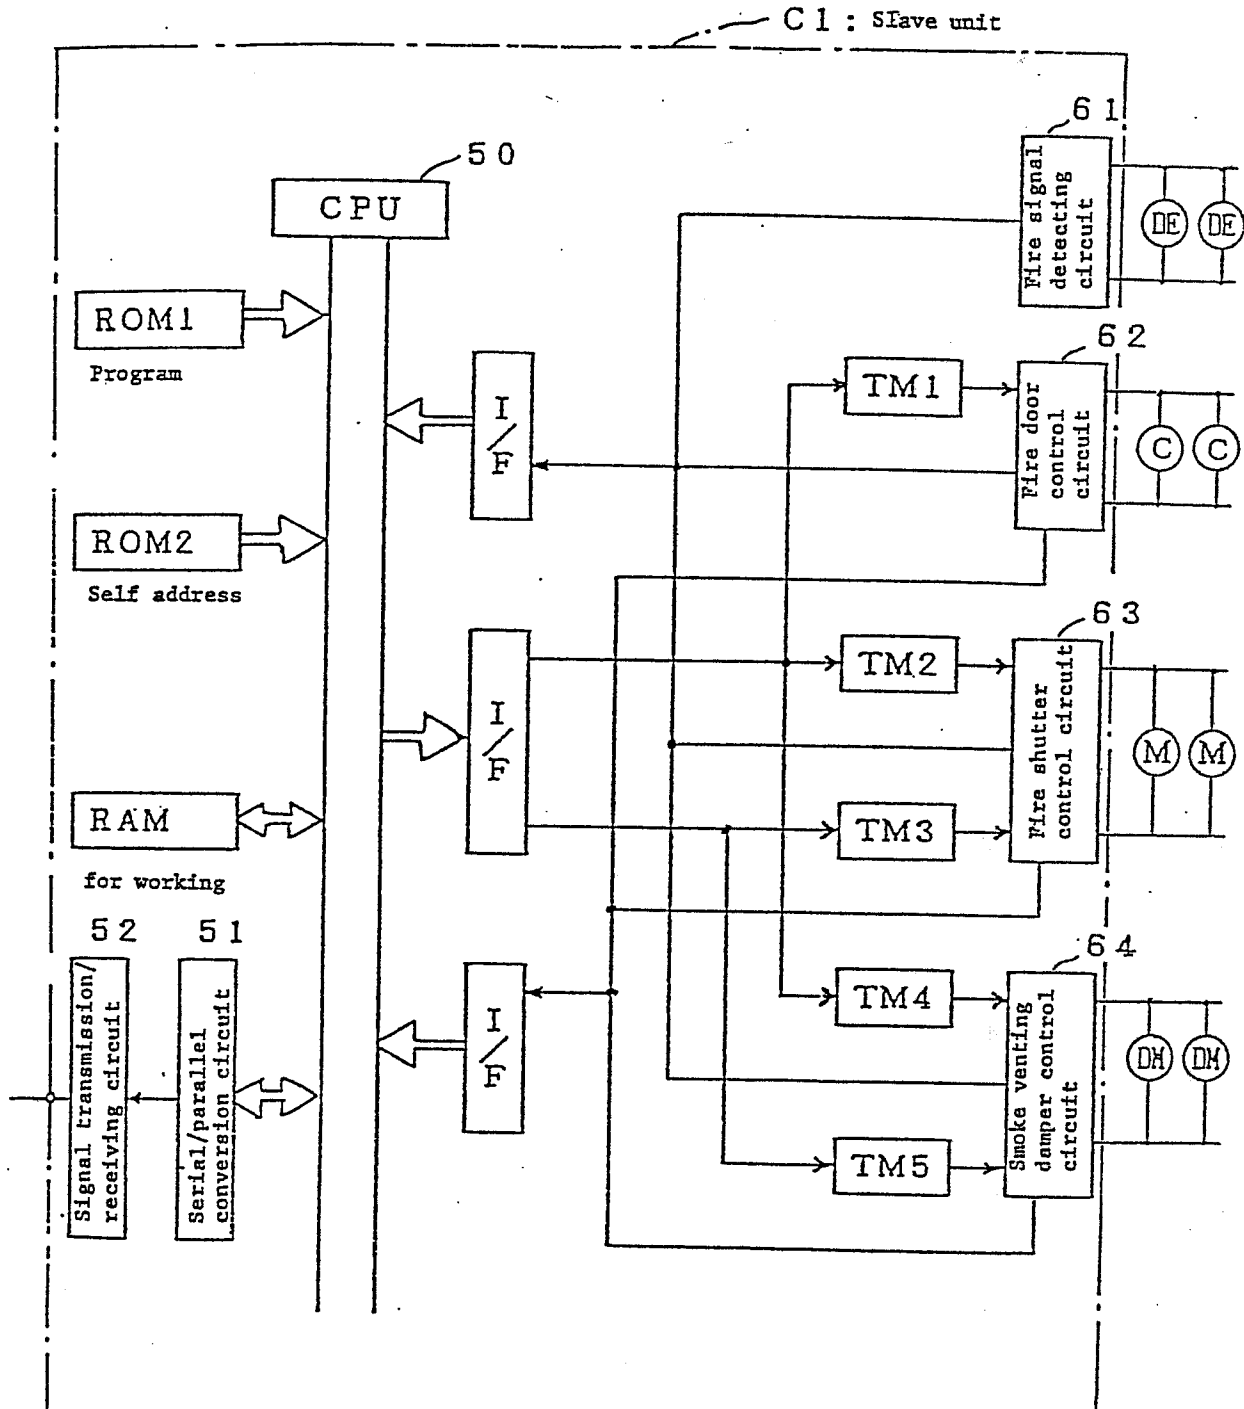 C1: Slave unit
61
Fire signal
detecting
circuit
DE DE
50
CPU
ROM1
Program
62
I/F
TM1
Fire door
control
circuit
C C
ROM2
Self address
63
I/F
TM2
Fire shutter
control circuit
M M
RAM
for working
TM3
52 51
Signal transmission/
receiving circuit
Serial/parallel
conversion circuit
64
I/F
TM4
Smoke venting
damper control
circuit
DM DM
TM5